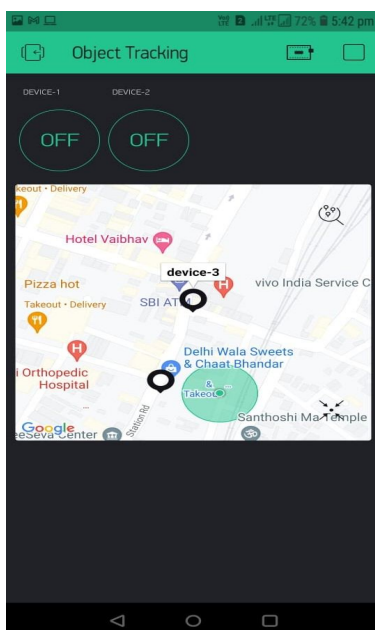 72% 5:42 pm
Object Tracking
DEVICE-1 DEVICE-2
OFF OFF
keout • Delivery
Hotel Vaibhav
device-3
Pizza hot
vivo India Service C
Takeout • Delivery
SBI ATM
H
H
Delhi Wala Sweets
& Chaat Bhandar
i Orthopedic
Hospital
&
Takeou
Santhoshi Ma Temple
Google
eeSeva Center
Station Rd